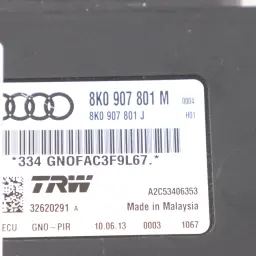 8K0 907 801 M 0004
8K0 907 801 J H01
*334 GNOFAC3F9L67.*
TRW A2C53406353
32620291 A Made in Malaysia
ECU GNO-PIR 10.06.13 0003 1067